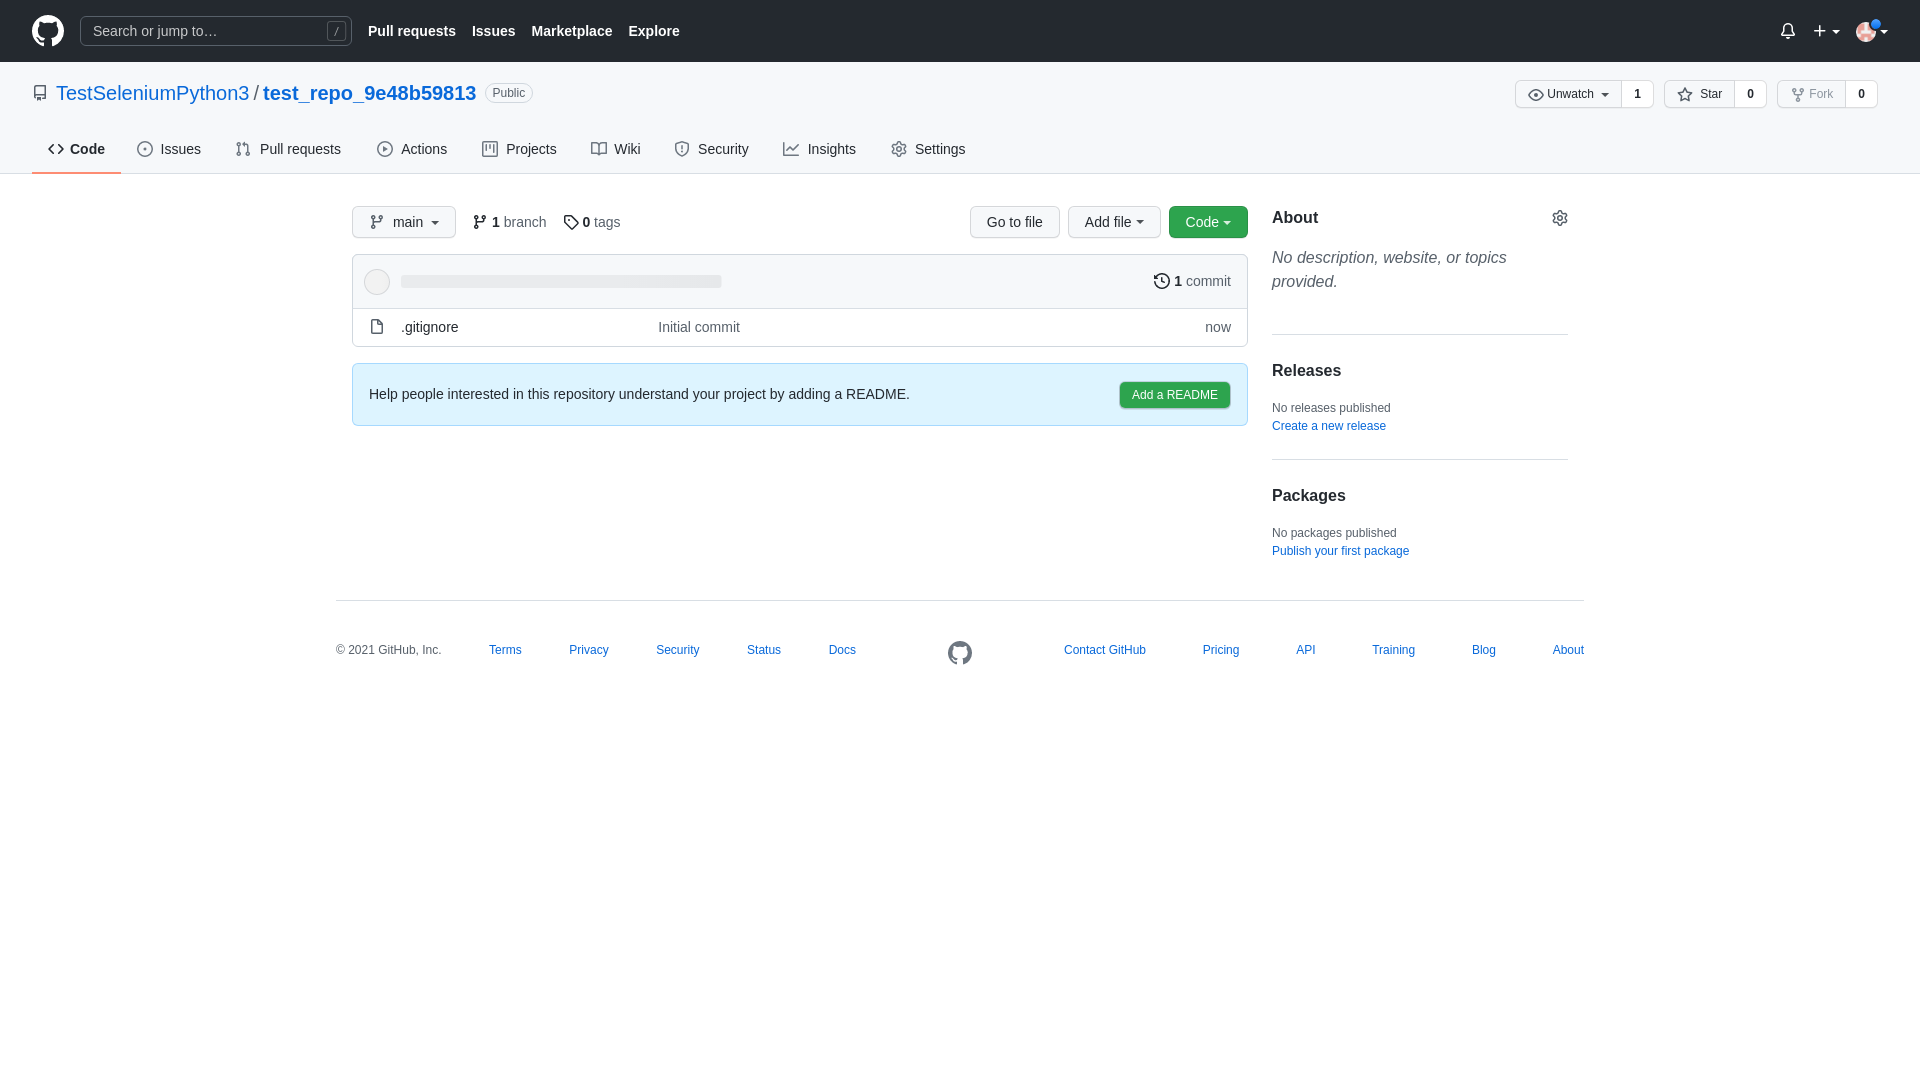 Search or jump to…
/
Pull requests
Issues
Marketplace
Explore
TestSeleniumPython3 / test_repo_9e48b59813
Public
Unwatch
1
Star
0
Fork
0
Code
Issues
Pull requests
Actions
Projects
Wiki
Security
Insights
Settings
main
1 branch
0 tags
Go to file
Add file
Code
1 commit
.gitignore
Initial commit
now
Help people interested in this repository understand your project by adding a README.
Add a README
About
No description, website, or topics
provided.
Releases
No releases published
Create a new release
Packages
No packages published
Publish your first package
© 2021 GitHub, Inc.
Terms
Privacy
Security
Status
Docs
Contact GitHub
Pricing
API
Training
Blog
About